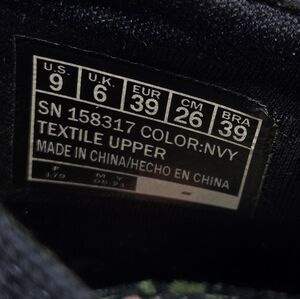 U.S. U.K. EUR CM BRA
9 6 39 26 39
SN 158317 COLOR:NVY
TEXTILE UPPER
MADE IN CHINA/HECHO EN CHINA
F M Y